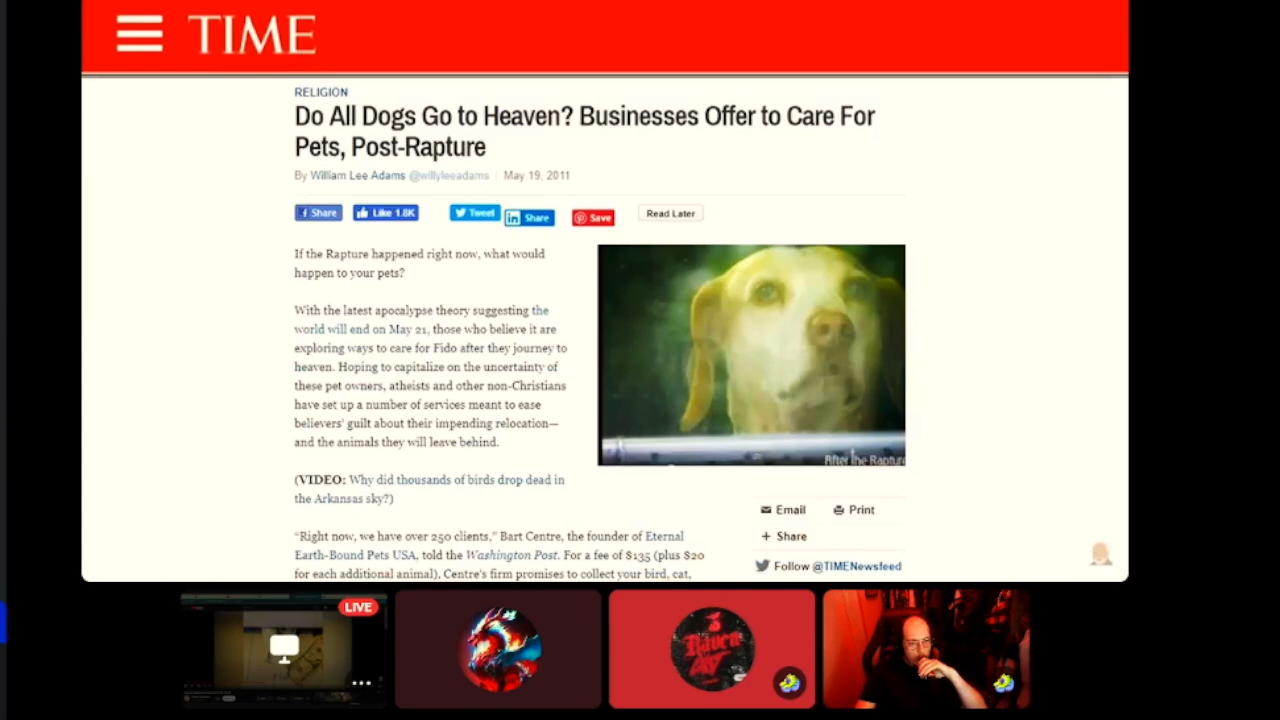 TIME
RELIGION
Do All Dogs Go to Heaven? Businesses Offer to Care For
Pets, Post-Rapture
By William Lee Adams @willyleeadams | May 19, 2011
Share Like 1.8K Tweet Share Save Read Later
If the Rapture happened right now, what would
happen to your pets?
With the latest apocalypse theory suggesting the
world will end on May 21, those who believe it are
exploring ways to care for Fido after they journey to
heaven. Hoping to capitalize on the uncertainty of
these pet owners, atheists and other non-Christians
have set up a number of services meant to ease
believers' guilt about their impending relocation—
and the animals they will leave behind.
After the Rapture
(VIDEO: Why did thousands of birds drop dead in
the Arkansas sky?)
“Right now, we have over 250 clients,” Bart Centre, the founder of Eternal
Earth-Bound Pets USA, told the Washington Post. For a fee of $135 (plus $20
for each additional animal), Centre's firm promises to collect your bird, cat,
Email Print
+ Share
Follow @TIMENewsfeed
LIVE
Raven